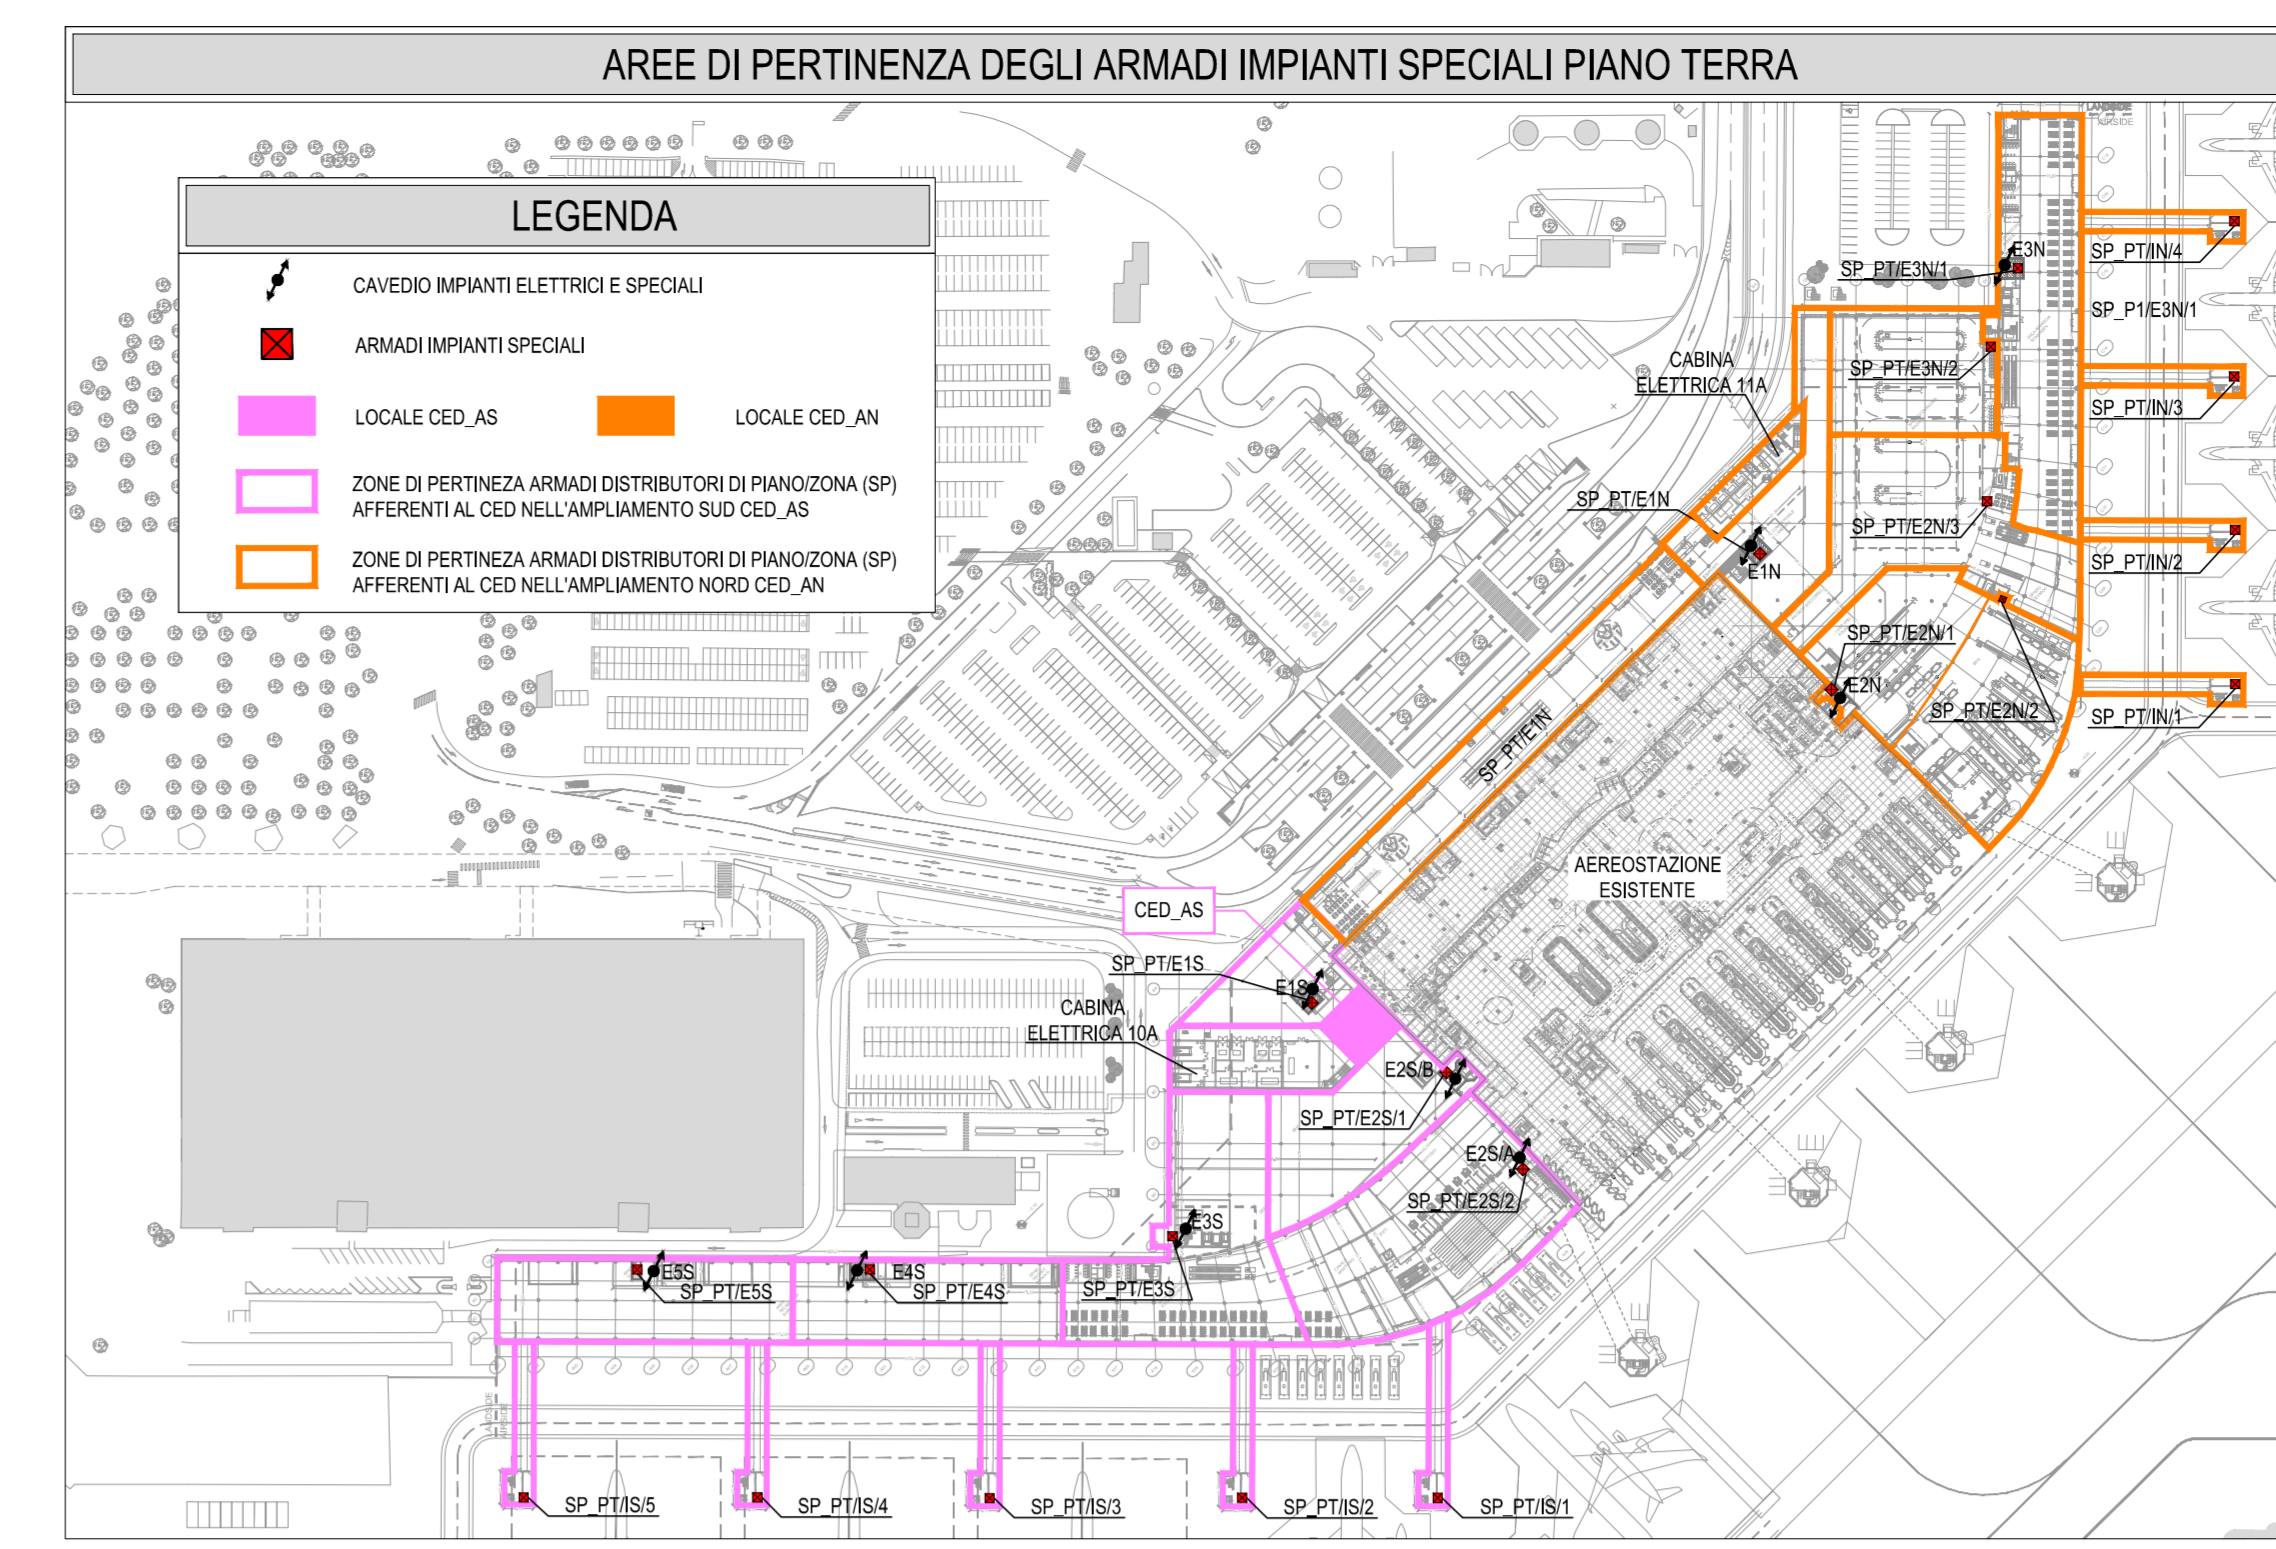 AREE DI PERTINENZA DEGLI ARMADI IMPIANTI SPECIALI PIANO TERRA
LEGENDA
CAVEDIO IMPIANTI ELETTRICI E SPECIALI
ARMADI IMPIANTI SPECIALI
LOCALE CED_AS
LOCALE CED_AN
ZONE DI PERTINEZA ARMADI DISTRIBUTORI DI PIANO/ZONA (SP)
AFFERENTI AL CED NELL'AMPLIAMENTO SUD CED_AS
ZONE DI PERTINEZA ARMADI DISTRIBUTORI DI PIANO/ZONA (SP)
AFFERENTI AL CED NELL'AMPLIAMENTO NORD CED_AN
LANDSIDE
AIRSIDE
E3N
SP_PT/E3N/1
SP_PT/IN/4
SP_P1/E3N/1
CABINA
ELETTRICA 11A
SP_PT/E3N/2
SP_PT/IN/3
SP_PT/E1N
SP_PT/E2N/3
E1N
SP_PT/IN/2
SP_PT/E2N/1
E2N
SP_PT/E2N/2
SP_PT/IN/1
SP_PT/E1N
AEREOSTAZIONE
ESISTENTE
CED_AS
SP_PT/E1S
E1S
CABINA
ELETTRICA 10A
E2S/B
SP_PT/E2S/1
E2S/A
SP_PT/E2S/2
E3S
E5S
E4S
SP_PT/E5S
SP_PT/E4S
SP_PT/E3S
LANDSIDE
AIRSIDE
SP_PT/IS/5
SP_PT/IS/4
SP_PT/IS/3
SP_PT/IS/2
SP_PT/IS/1